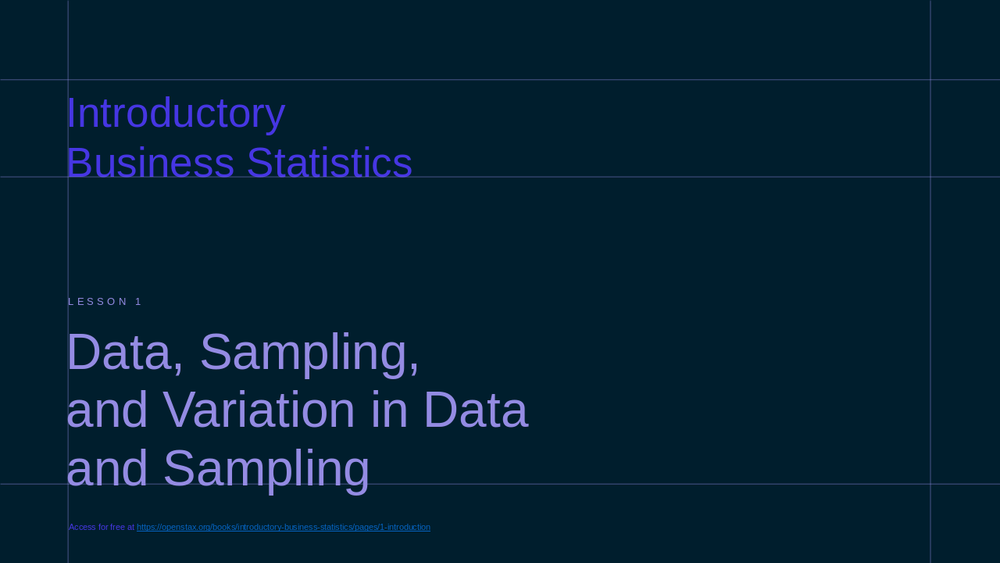 Introductory
Business Statistics
LESSON 1
Data, Sampling,
and Variation in Data
and Sampling
Access for free at https://openstax.org/books/introductory-business-statistics/pages/1-introduction